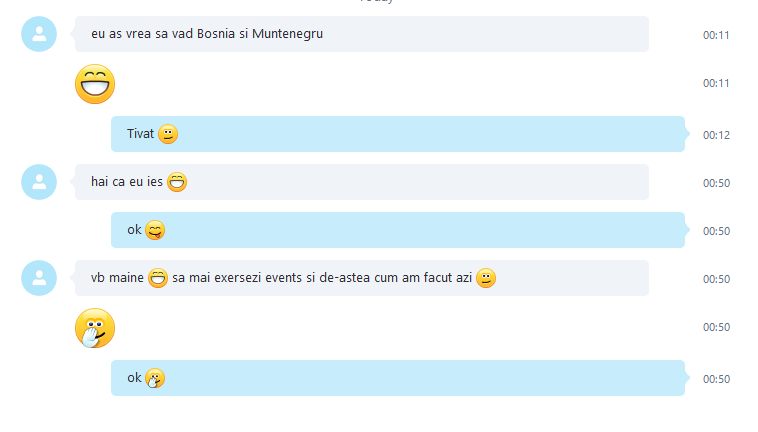 Today
eu as vrea sa vad Bosnia si Muntenegru
00:11
00:11
Tivat
00:12
hai ca eu ies
00:50
ok
00:50
vb maine sa mai exersezi events si de-astea cum am facut azi
00:50
00:50
ok
00:50